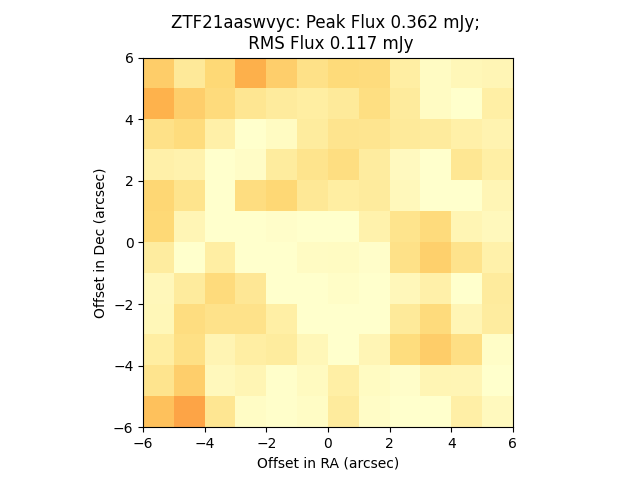 ZTF21aaswvyc: Peak Flux 0.362 mJy;
RMS Flux 0.117 mJy
6
4
2
0
−2
−4
−6
Offset in Dec (arcsec)
−6 −4 −2 0 2 4 6
Offset in RA (arcsec)